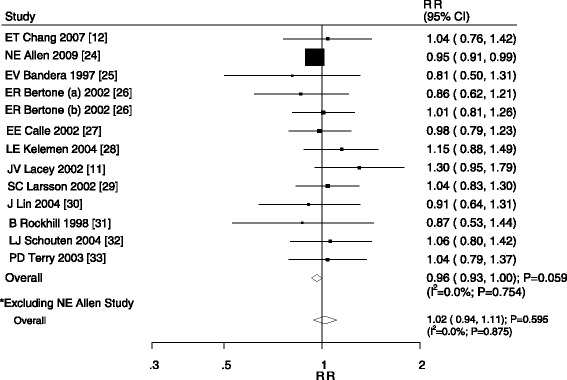 Study
RR
(95% CI)
ET Chang 2007 [12] 1.04 ( 0.76, 1.42)
NE Allen 2009 [24] 0.95 ( 0.91, 0.99)
EV Bandera 1997 [25] 0.81 ( 0.50, 1.31)
ER Bertone (a) 2002 [26] 0.86 ( 0.62, 1.21)
ER Bertone (b) 2002 [26] 1.01 ( 0.81, 1.26)
EE Calle 2002 [27] 0.98 ( 0.79, 1.23)
LE Kelemen 2004 [28] 1.15 ( 0.88, 1.49)
JV Lacey 2002 [11] 1.30 ( 0.95, 1.79)
SC Larsson 2002 [29] 1.04 ( 0.83, 1.30)
J Lin 2004 [30] 0.91 ( 0.64, 1.31)
B Rockhill 1998 [31] 0.87 ( 0.53, 1.44)
LJ Schouten 2004 [32] 1.06 ( 0.80, 1.42)
PD Terry 2003 [33] 1.04 ( 0.79, 1.37)
Overall 0.96 ( 0.93, 1.00); P=0.059
(I²=0.0%; P=0.754)
*Excluding NE Allen Study
Overall 1.02 ( 0.94, 1.11); P=0.595
(I²=0.0%; P=0.875)
.3 .5 1 2
RR